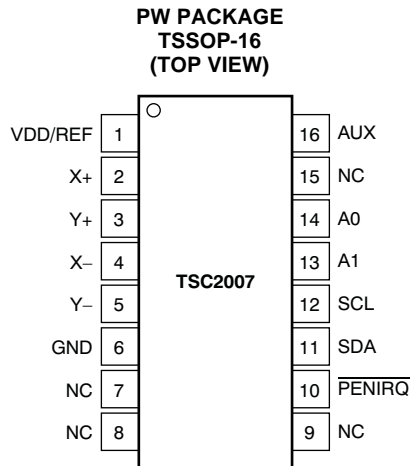 PW PACKAGE
TSSOP-16
(TOP VIEW)
VDD/REF 1 16 AUX
X+ 2 15 NC
Y+ 3 14 A0
X− 4 13 A1
TSC2007
Y− 5 12 SCL
GND 6 11 SDA
NC 7 10 PENIRQ
NC 8 9 NC